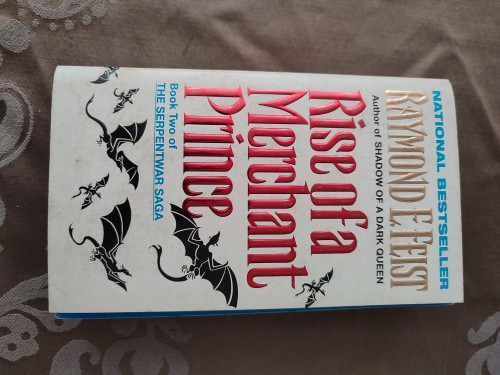 NATIONAL BESTSELLER
RAYMOND E. FEIST
Author of SHADOW OF A DARK QUEEN
Rise of a
Merchant
Prince
Book Two of
THE SERPENTWAR SAGA